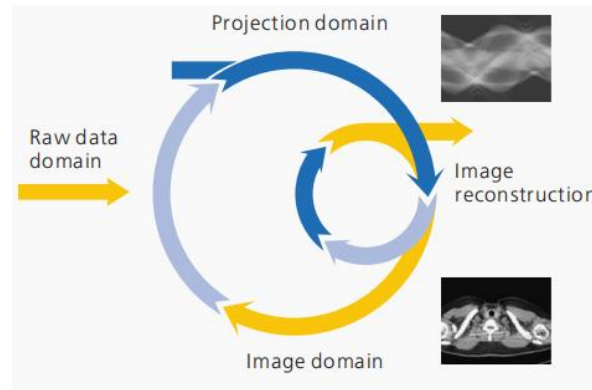 Projection domain
Raw data
domain
Image
reconstruction
Image domain